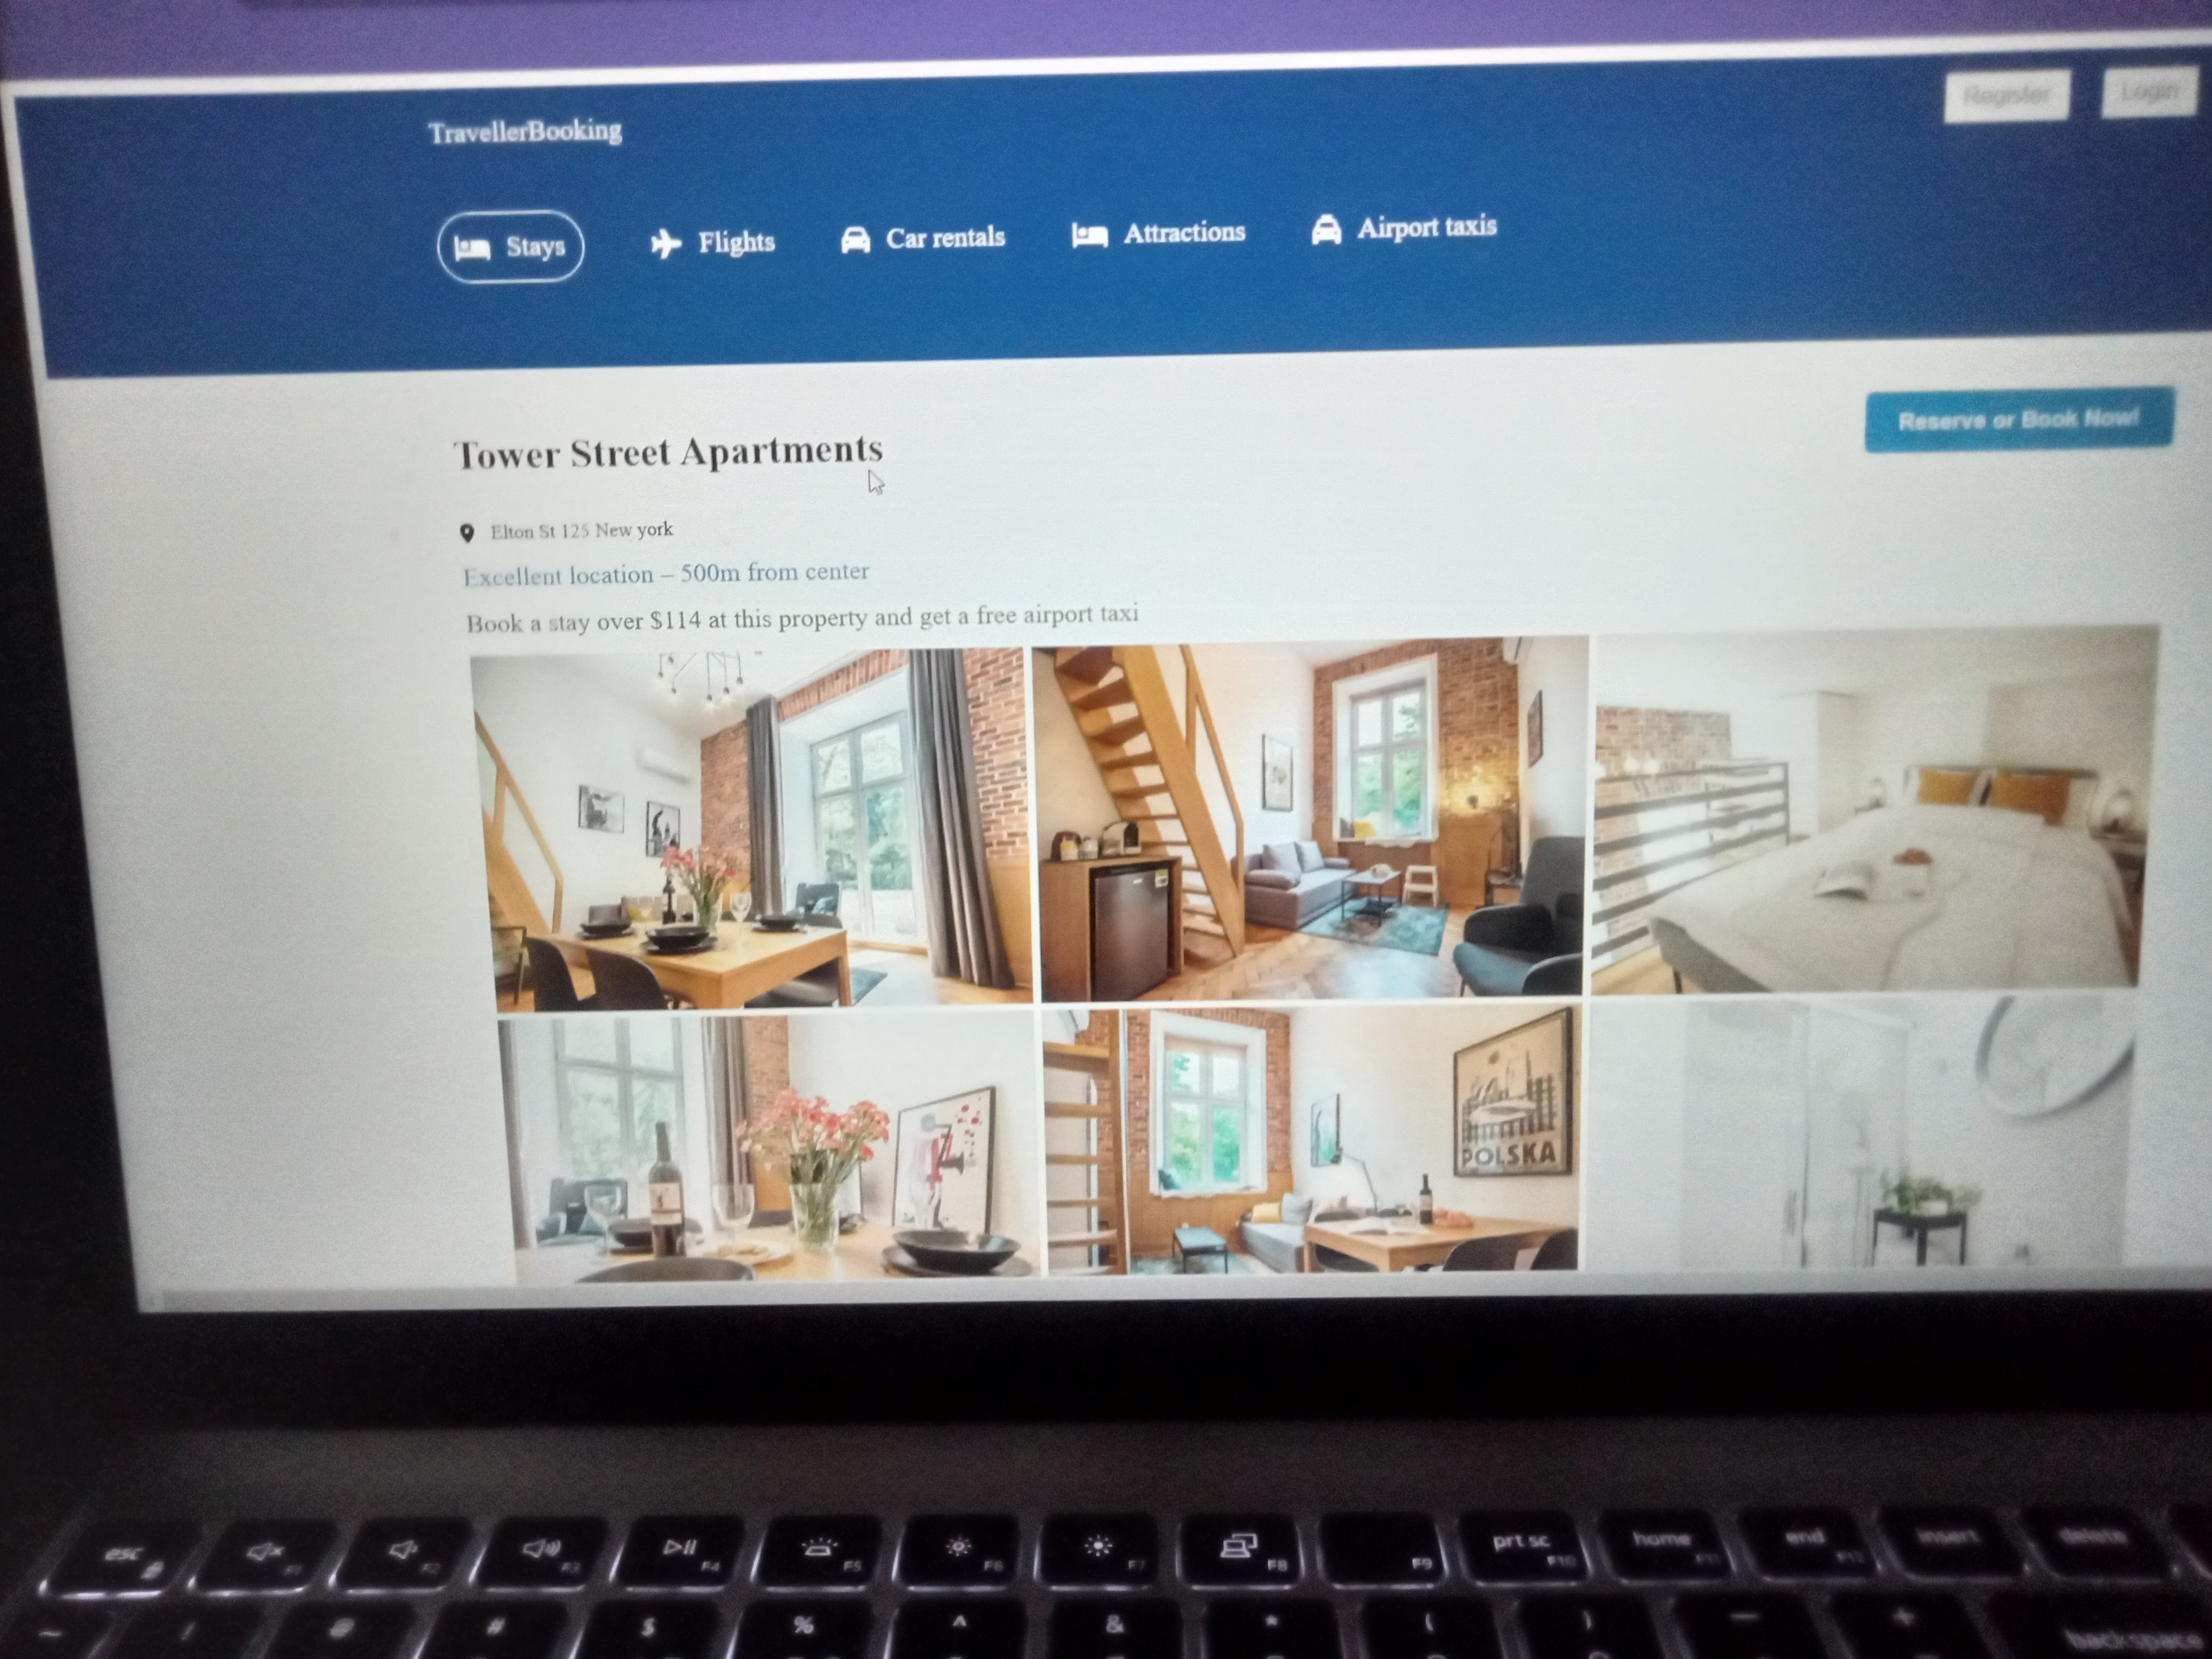 TravellerBooking
Register
Login
Stays
Flights
Car rentals
Attractions
Airport taxis
Tower Street Apartments
Reserve or Book Now!
Elton St 125 New york
Excellent location – 500m from center
Book a stay over $114 at this property and get a free airport taxi
POLSKA
esc
F1
F2
F3
F4
F5
F6
F7
F8
F9
prt sc
F10
home
F11
end
F12
insert
delete
~
!
@
#
$
%
^
&
*
(
)
—
+
backspace